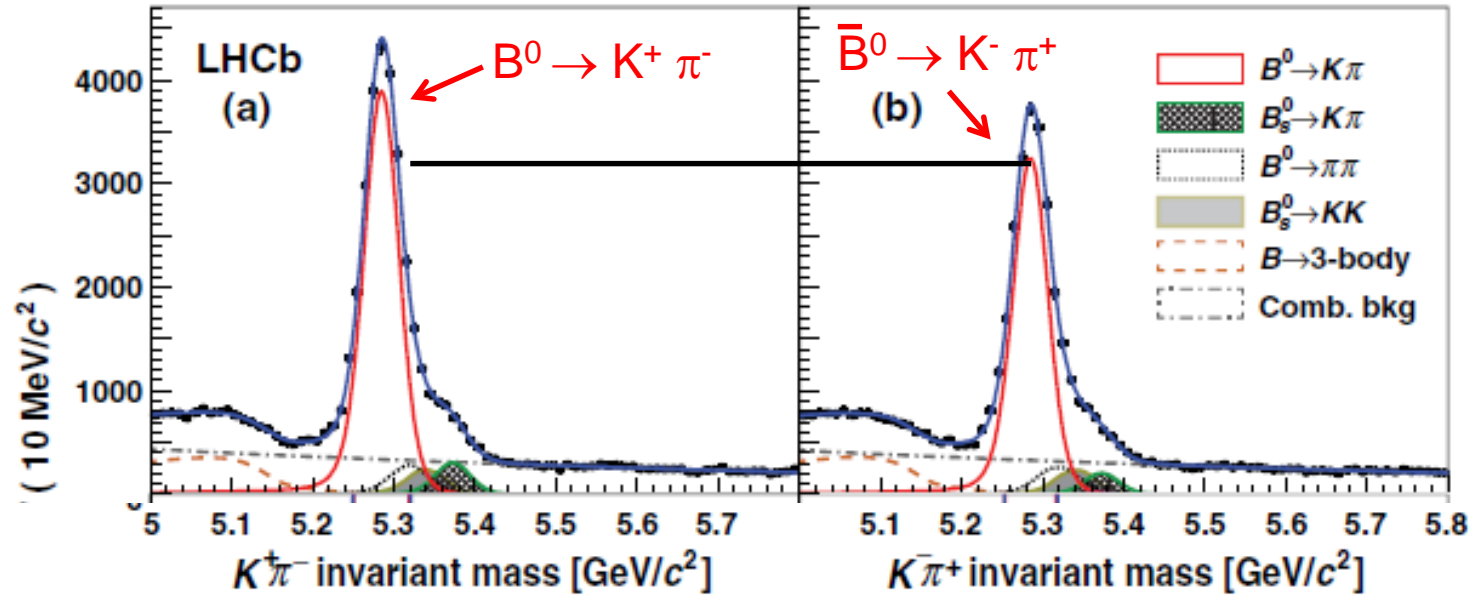 LHCb
(a)
B⁰ → K⁺ π⁻
B̅⁰ → K⁻ π⁺
(b)
B⁰→Kπ
B⁰ₛ→Kπ
B⁰→ππ
B⁰ₛ→KK
B→3-body
Comb. bkg
4000
3000
2000
1000
( 10 MeV/c² )
5 5.1 5.2 5.3 5.4 5.5 5.6 5.7
5.1 5.2 5.3 5.4 5.5 5.6 5.7 5.8
K⁺π⁻ invariant mass [GeV/c²]
K⁻π⁺ invariant mass [GeV/c²]